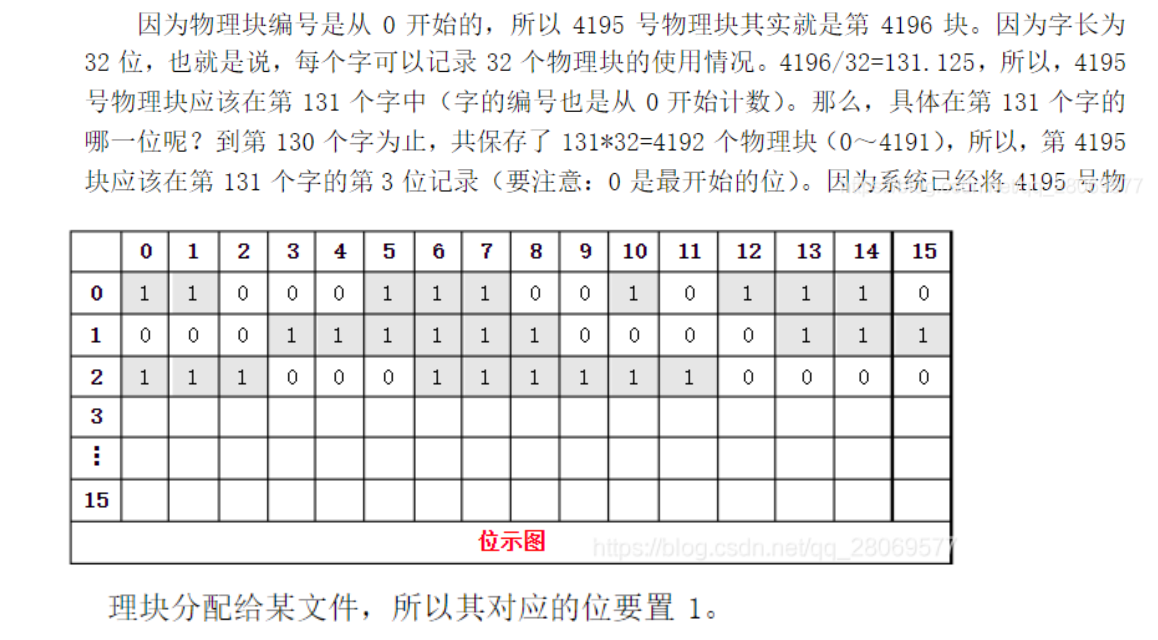 因为物理块编号是从 0 开始的，所以 4195 号物理块其实就是第 4196 块。因为字长为
32 位，也就是说，每个字可以记录 32 个物理块的使用情况。4196/32=131.125，所以，4195
号物理块应该在第 131 个字中（字的编号也是从 0 开始计数）。那么，具体在第 131 个字的
哪一位呢？到第 130 个字为止，共保存了 131*32=4192 个物理块（0～4191），所以，第 4195
块应该在第 131 个字的第 3 位记录（要注意：0 是最开始的位）。因为系统已经将 4195 号物
0 1 2 3 4 5 6 7 8 9 10 11 12 13 14 15
0 1 1 0 0 0 1 1 1 0 0 1 0 1 1 1 0
1 0 0 0 1 1 1 1 1 1 0 0 0 0 1 1 1
2 1 1 1 0 0 0 1 1 1 1 1 1 0 0 0 0
3
⋮
15
位示图
https://blog.csdn.net/qq_28069577
理块分配给某文件，所以其对应的位要置 1。